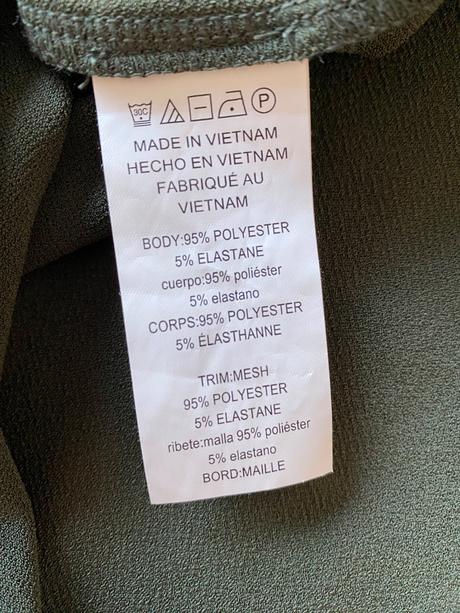 30C P
MADE IN VIETNAM
HECHO EN VIETNAM
FABRIQUÉ AU
VIETNAM
BODY:95% POLYESTER
5% ELASTANE
cuerpo:95% poliéster
5% elastano
CORPS:95% POLYESTER
5% ÉLASTHANNE
TRIM:MESH
95% POLYESTER
5% ELASTANE
ribete:malla 95% poliéster
5% elastano
BORD:MAILLE